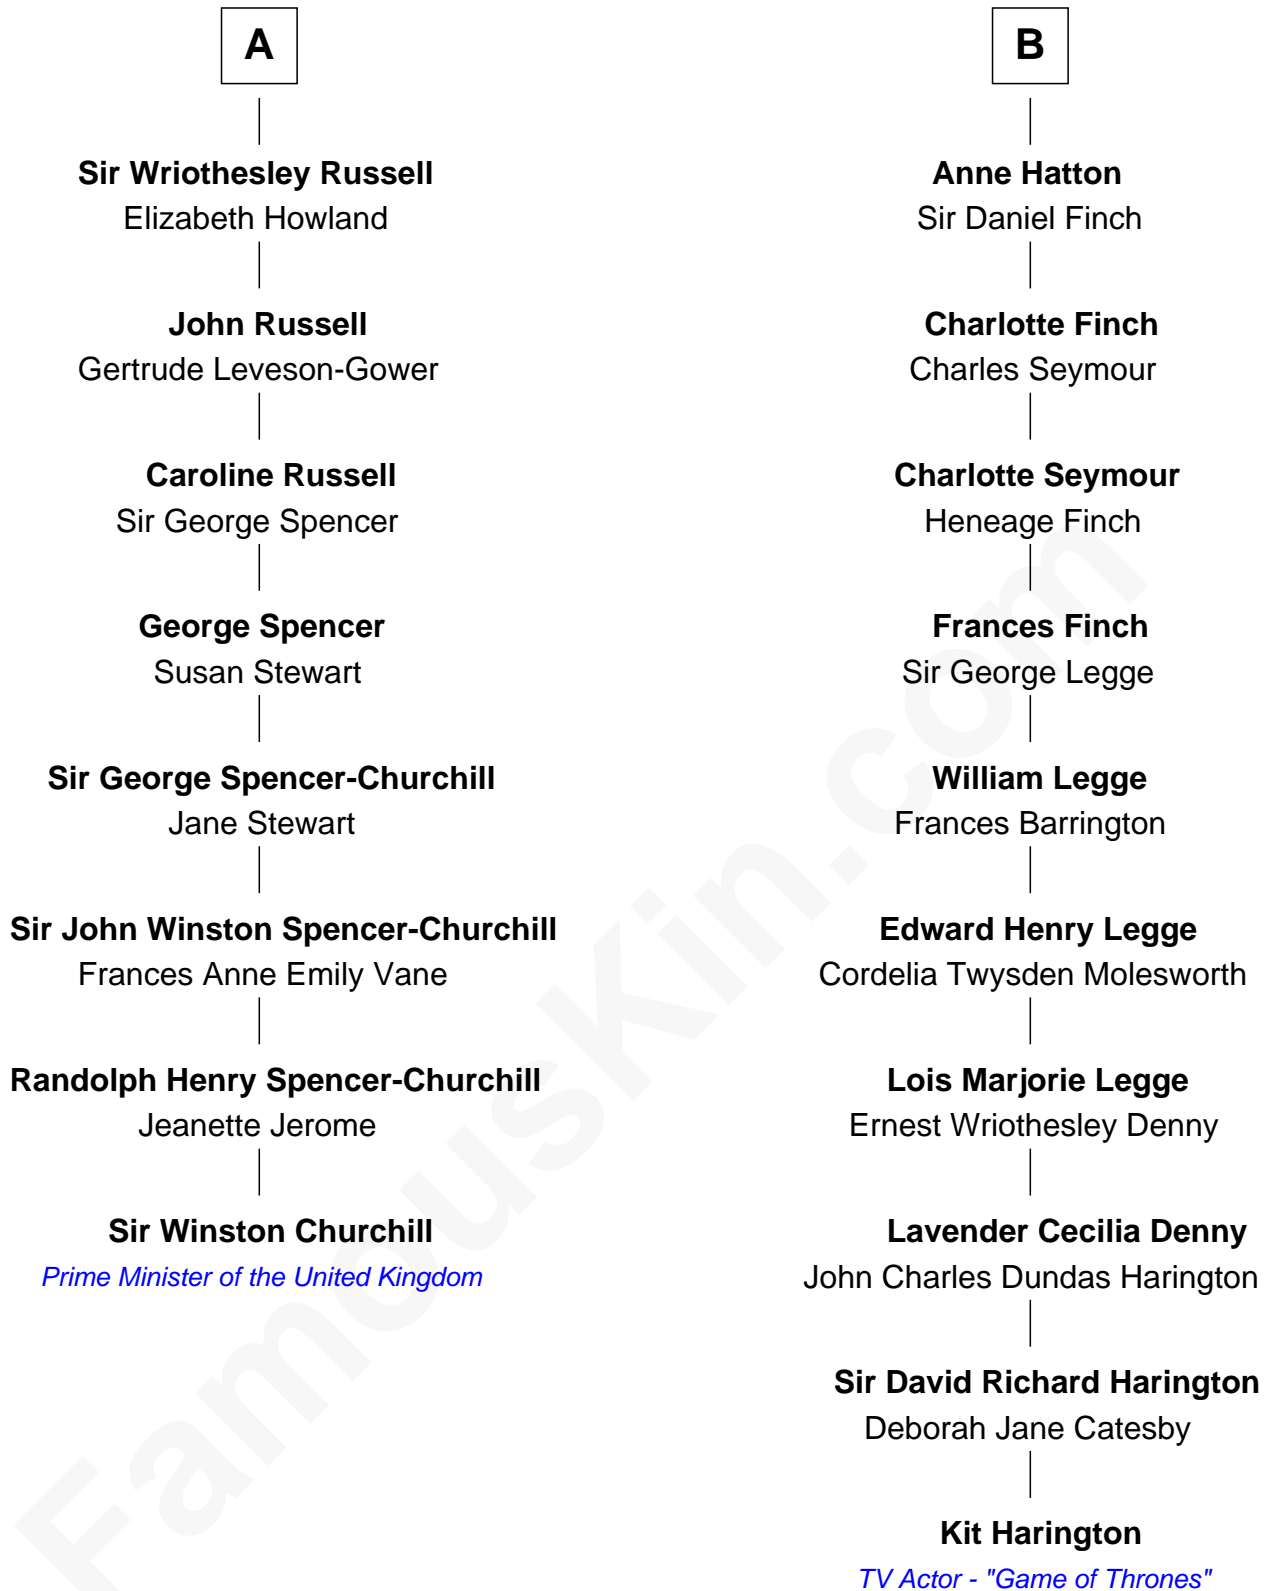 A
Sir Wriothesley Russell
Elizabeth Howland
John Russell
Gertrude Leveson-Gower
Caroline Russell
Sir George Spencer
George Spencer
Susan Stewart
Sir George Spencer-Churchill
Jane Stewart
Sir John Winston Spencer-Churchill
Frances Anne Emily Vane
Randolph Henry Spencer-Churchill
Jeanette Jerome
Sir Winston Churchill
Prime Minister of the United Kingdom
B
Anne Hatton
Sir Daniel Finch
Charlotte Finch
Charles Seymour
Charlotte Seymour
Heneage Finch
Frances Finch
Sir George Legge
William Legge
Frances Barrington
Edward Henry Legge
Cordelia Twysden Molesworth
Lois Marjorie Legge
Ernest Wriothesley Denny
Lavender Cecilia Denny
John Charles Dundas Harington
Sir David Richard Harington
Deborah Jane Catesby
Kit Harington
TV Actor - "Game of Thrones"
FamousKin.com